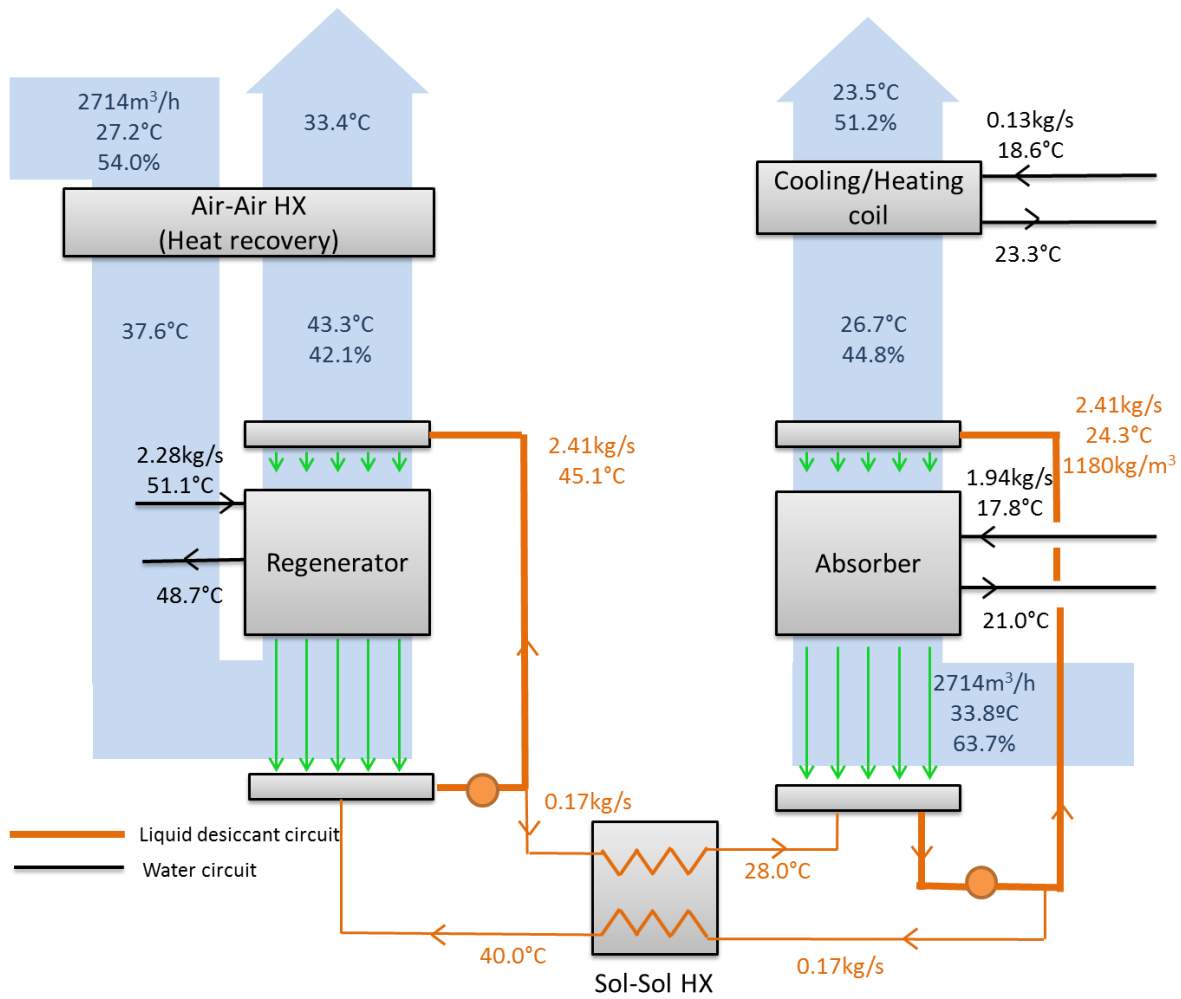 2714m³/h
27.2°C
54.0%
33.4°C
23.5°C
51.2%
0.13kg/s
18.6°C
Air-Air HX
(Heat recovery)
Cooling/Heating
coil
23.3°C
37.6°C
43.3°C
42.1%
26.7°C
44.8%
2.28kg/s
51.1°C
2.41kg/s
45.1°C
2.41kg/s
24.3°C
1180kg/m³
1.94kg/s
17.8°C
Regenerator
Absorber
48.7°C
21.0°C
2714m³/h
33.8ºC
63.7%
0.17kg/s
Liquid desiccant circuit
Water circuit
28.0°C
40.0°C
0.17kg/s
Sol-Sol HX